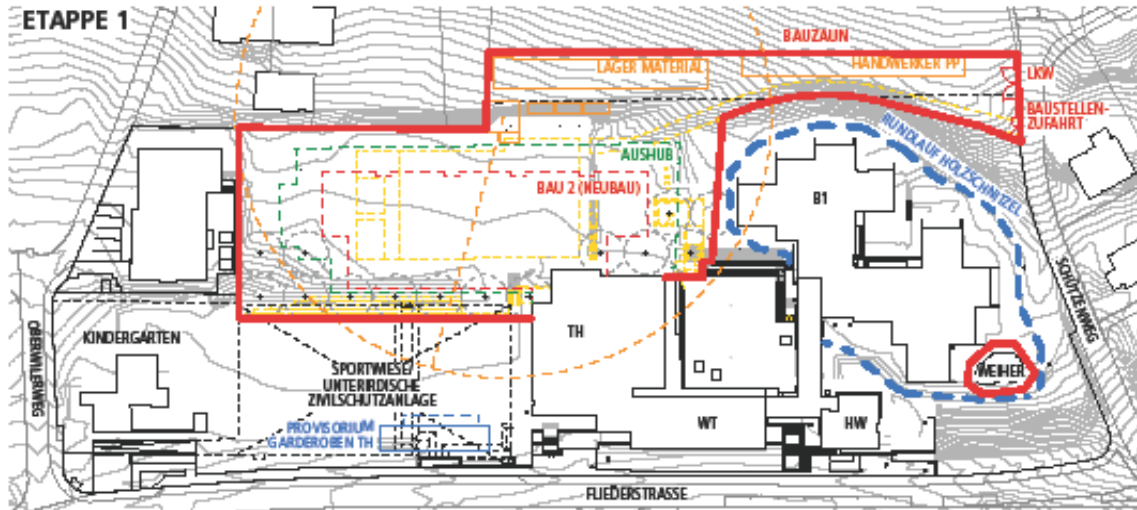 ETAPPE 1
BAUZAUN
LAGER MATERIAL
HANDWERKER PP
LKW
BAUSTELLEN-
ZUFAHRT
RUNDLAUF HOLZSCHNITZEL
AUSHUB
BAU 2 (NEUBAU)
B1
SCHÜTZENWEG
OBERWILERWEG
KINDERGARTEN
TH
SPORTWIESE/
UNTERIRDISCHE
ZIVILSCHUTZANLAGE
WEIHER
PROVISORIUM
GARDEROBEN TH
WT
HW
FLIEDERSTRASSE